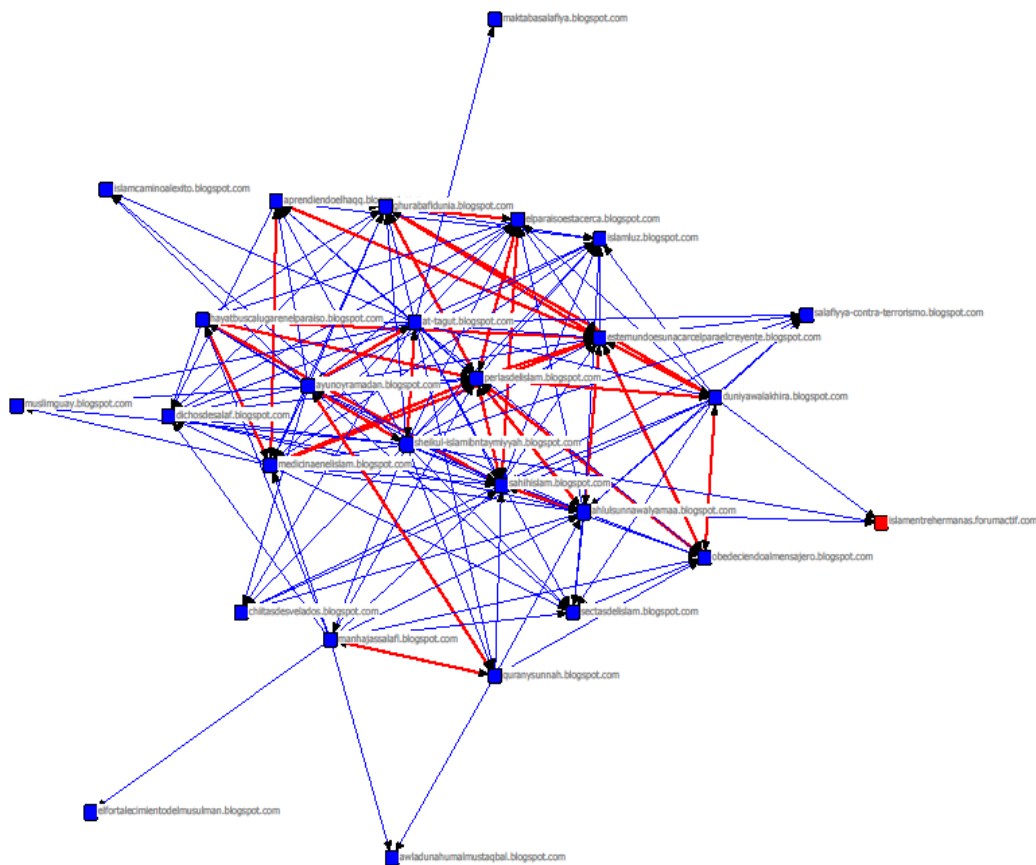 maktabasalafiya.blogspot.com
islamcaminoalexito.blogspot.com
aprendiendoelhaqq.blog
ghurabafidunia.blogspot.com
elparaisoestacerca.blogspot.com
islamluz.blogspot.com
hayatbuscalugarenelparaiso.blogspot.com
at-tagut.blogspot.com
salafiyya-contra-terrorismo.blogspot.com
estemundoesunacarcelparaelcreyente.blogspot.com
perlasdelislam.blogspot.com
ayunoyramadan.blogspot.com
duniyawalakhira.blogspot.com
muslimguay.blogspot.com
dichosdesalaf.blogspot.com
sheikul-islamibntaymiyyah.blogspot.com
medicinaenelislam.blogspot.com
sahihislam.blogspot.com
ahlulsunnawalyamaa.blogspot.com
islamentrehermanas.forumactif.com
obedeciendoalmensajero.blogspot.com
chiitasdesvelados.blogspot.com
sectasdelislam.blogspot.com
manhajassalafi.blogspot.com
quranysunnah.blogspot.com
elfortalecimientodelmusulman.blogspot.com
awladunahumalmustaqbal.blogspot.com